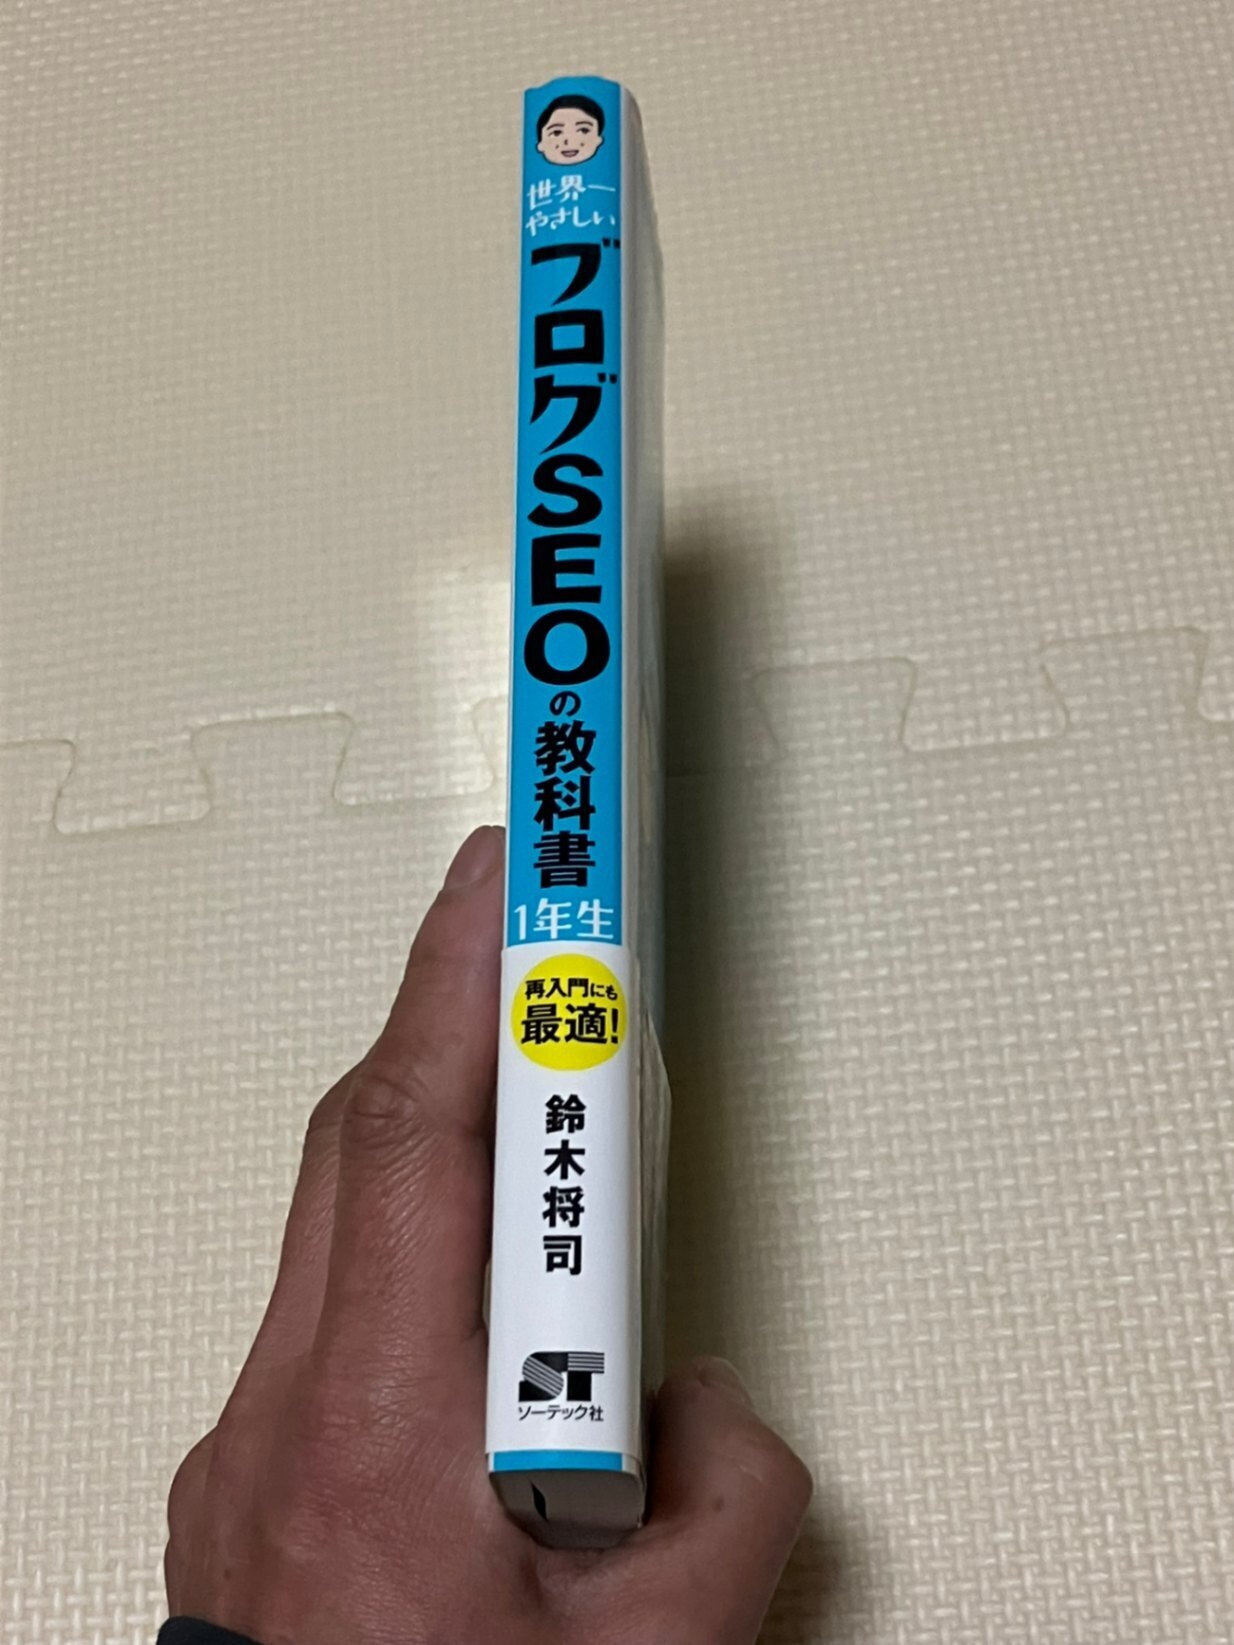 世界一
やさしい
ブログSEOの教科書
1年生
再入門にも
最適!
鈴木将司
ST
ソーテック社